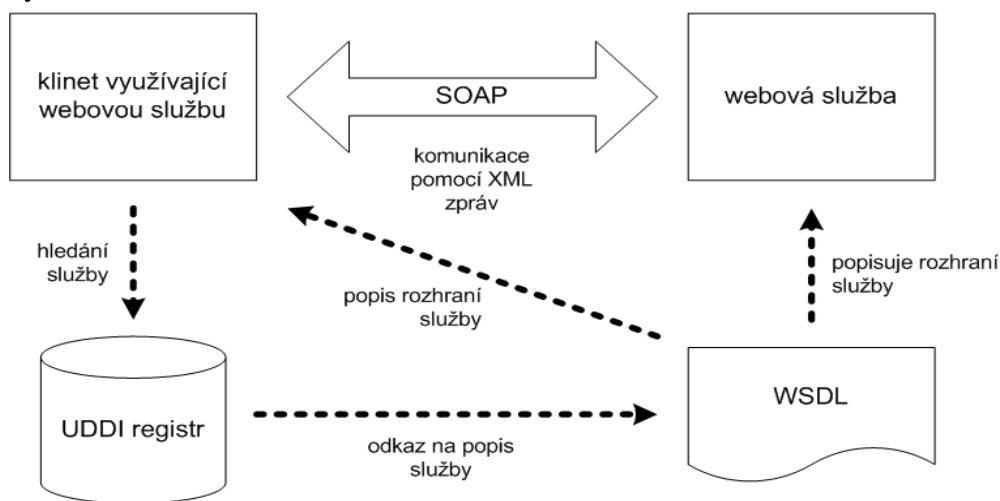 klinet využívající
webovou službu
SOAP
webová služba
komunikace
pomocí XML
zpráv
hledání
služby
popis rozhraní
služby
popisuje rozhraní
služby
UDDI registr
WSDL
odkaz na popis
služby